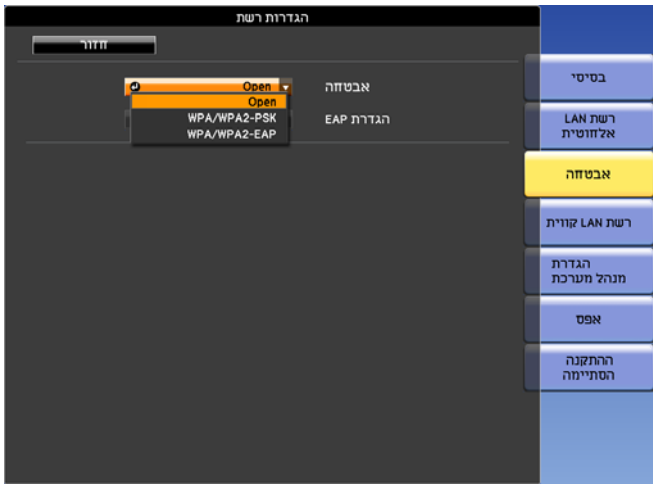 הגדרות רשת
חזור
אבטחה
Open
Open
WPA/WPA2-PSK
WPA/WPA2-EAP
הגדרת EAP
בסיסי
רשת LAN
אלחוטית
אבטחה
רשת LAN קווית
הגדרת
מנהל מערכת
אפס
ההתקנה
הסתיימה